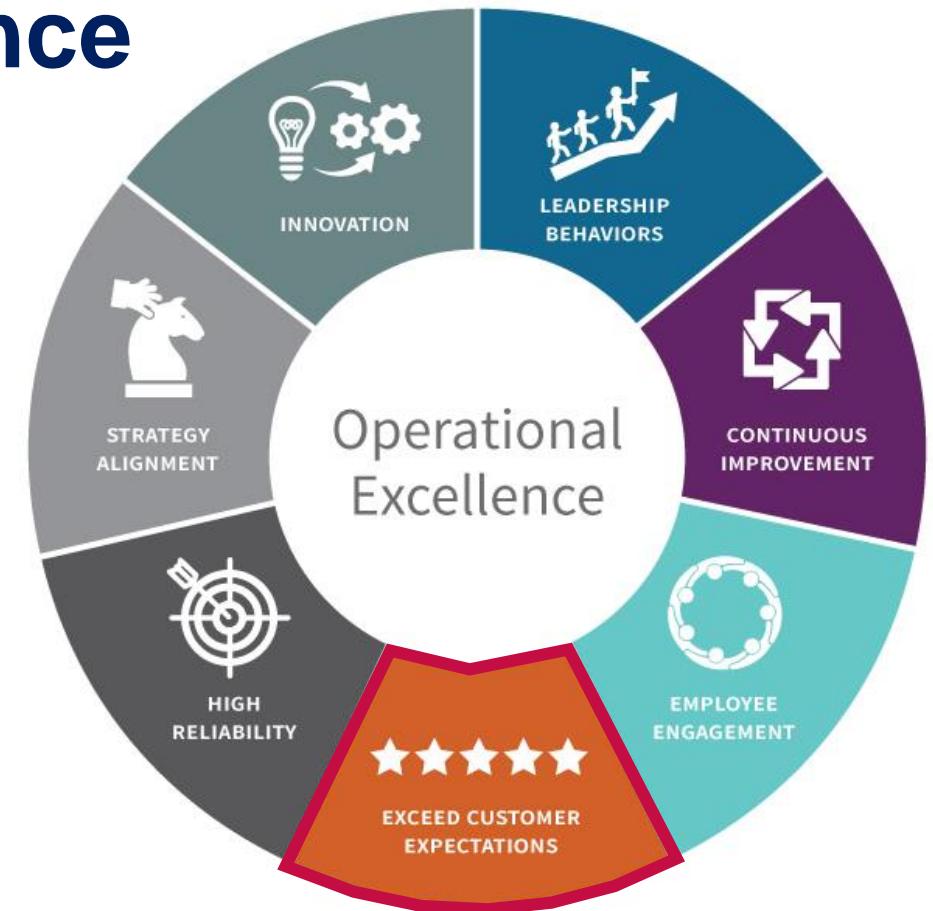 nce
INNOVATION
LEADERSHIP
BEHAVIORS
STRATEGY
ALIGNMENT
Operational
Excellence
CONTINUOUS
IMPROVEMENT
HIGH
RELIABILITY
EXCEED CUSTOMER
EXPECTATIONS
EMPLOYEE
ENGAGEMENT